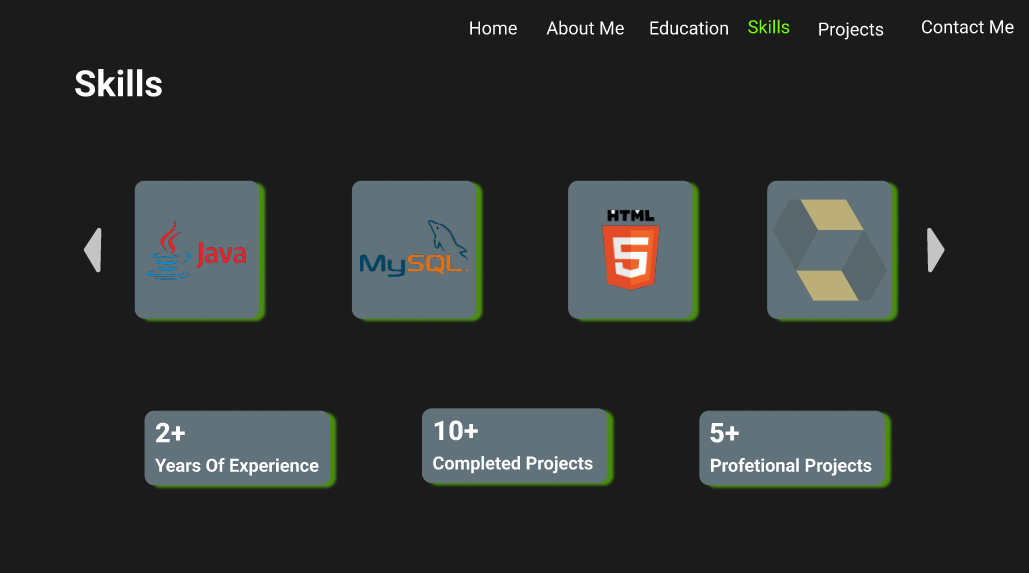 Home About Me Education Skills Projects Contact Me
Skills
Java
MySQL
HTML
5
2+
Years Of Experience
10+
Completed Projects
5+
Profetional Projects